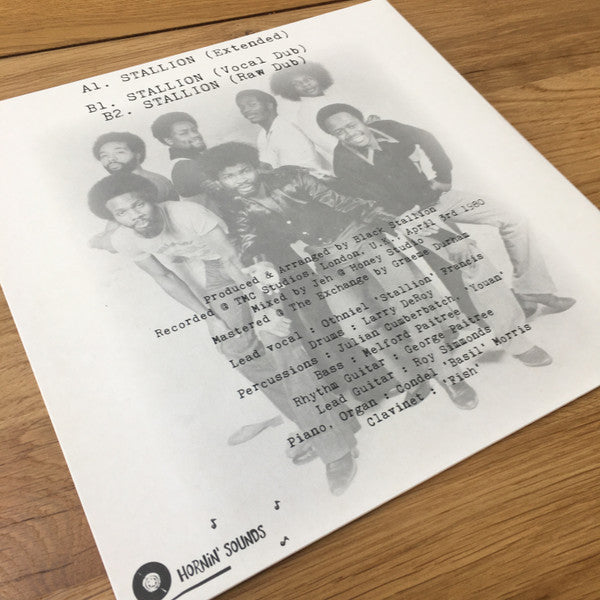 A1. STALLION (Extended)
B1. STALLION (Vocal Dub)
B2. STALLION (Raw Dub)
Produced & Arranged by Black Stallion
Recorded @ TMC Studios, London, U.K., April 3rd 1980
Mixed by Jeh @ Honey Studio
Mastered @ The Exchange by Graeme Durham
Lead Vocal : Othniel 'Stallion' Francis
Drums : Larry DeRoy
Percussions : Julian Cumberbatch, 'Youan'
Bass : Melford Paitree
Rhythm Guitar : George Paitree
Lead Guitar : Roy Simmonds
Piano, Organ : Condel 'Basil' Morris
Clavinet : 'Fish'
HORNIN' SOUNDS